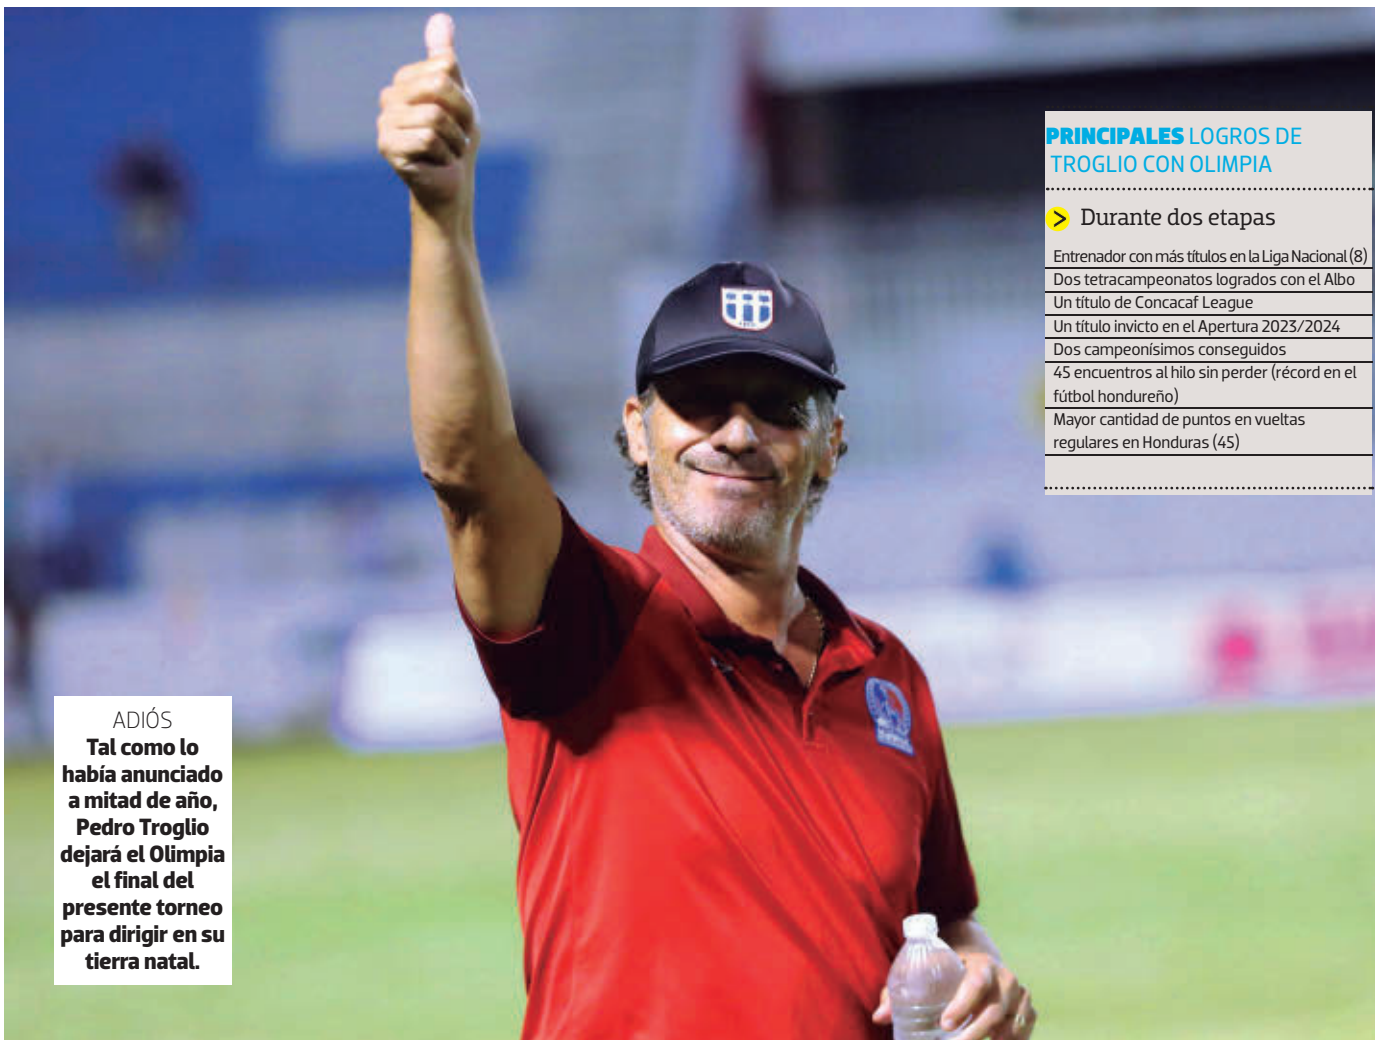 PRINCIPALES LOGROS DE
TROGLIO CON OLIMPIA
Durante dos etapas
Entrenador con más títulos en la Liga Nacional (8)
Dos tetracampeonatos logrados con el Albo
Un título de Concacaf League
Un título invicto en el Apertura 2023/2024
Dos campeonísimos conseguidos
45 encuentros al hilo sin perder (récord en el
fútbol hondureño)
Mayor cantidad de puntos en vueltas
regulares en Honduras (45)
ADIÓS
Tal como lo
había anunciado
a mitad de año,
Pedro Troglio
dejará el Olimpia
el final del
presente torneo
para dirigir en su
tierra natal.